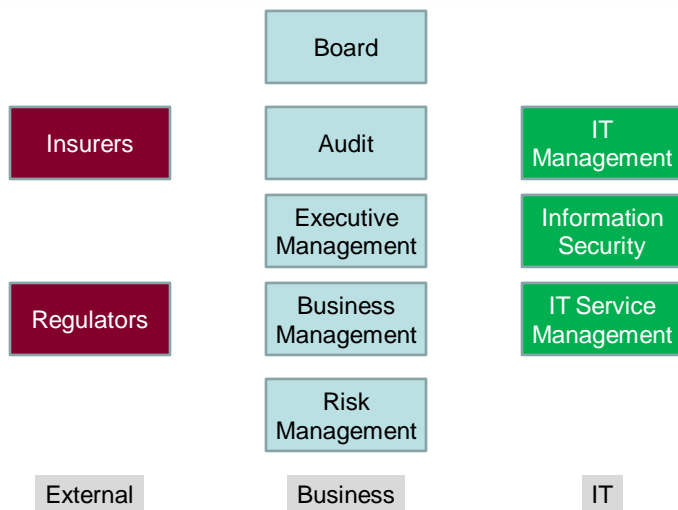 Board
Insurers
Audit
IT
Management
Executive
Management
Information
Security
Regulators
Business
Management
IT Service
Management
Risk
Management
External
Business
IT